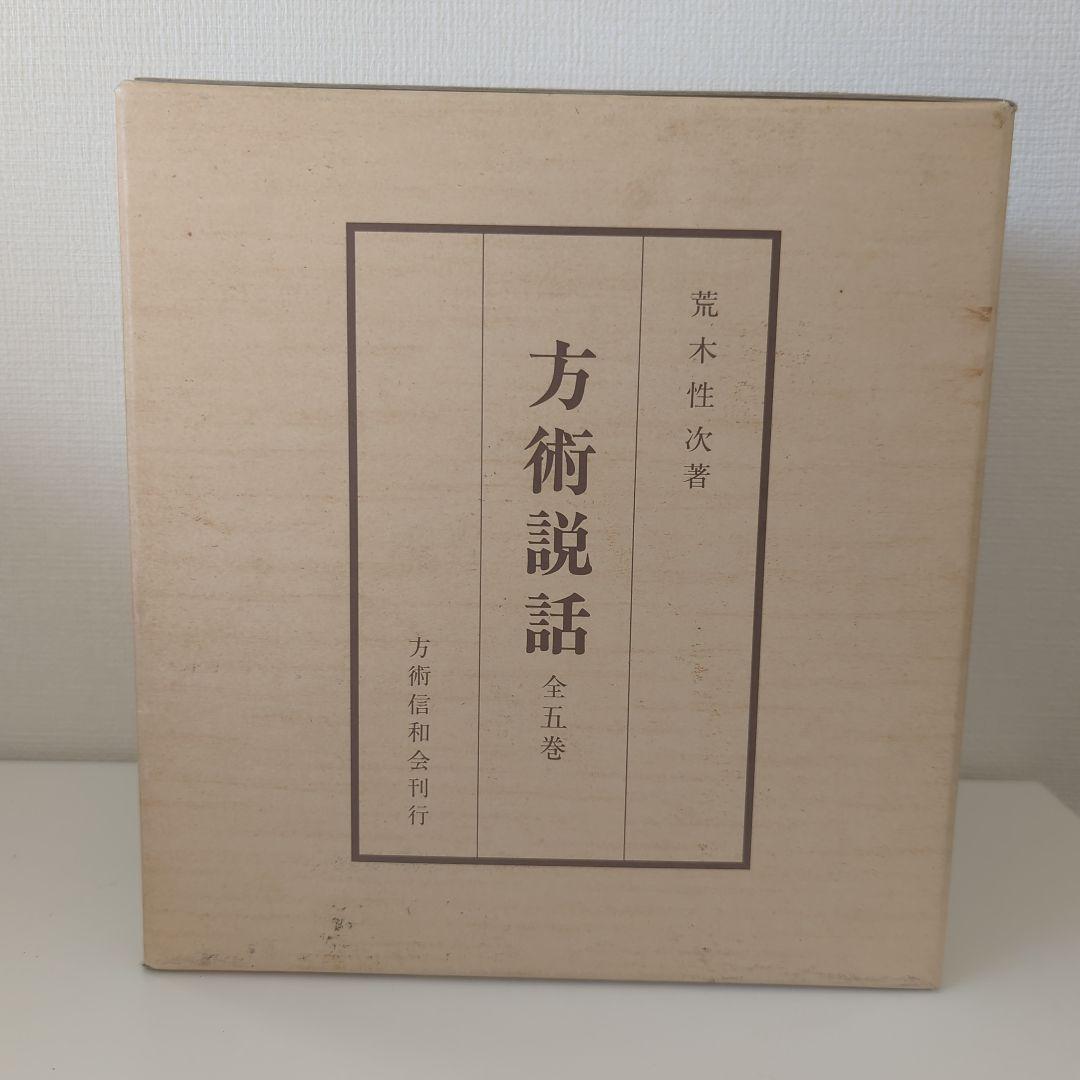 荒木性次著
方術説話 全五巻
方術信和会刊行